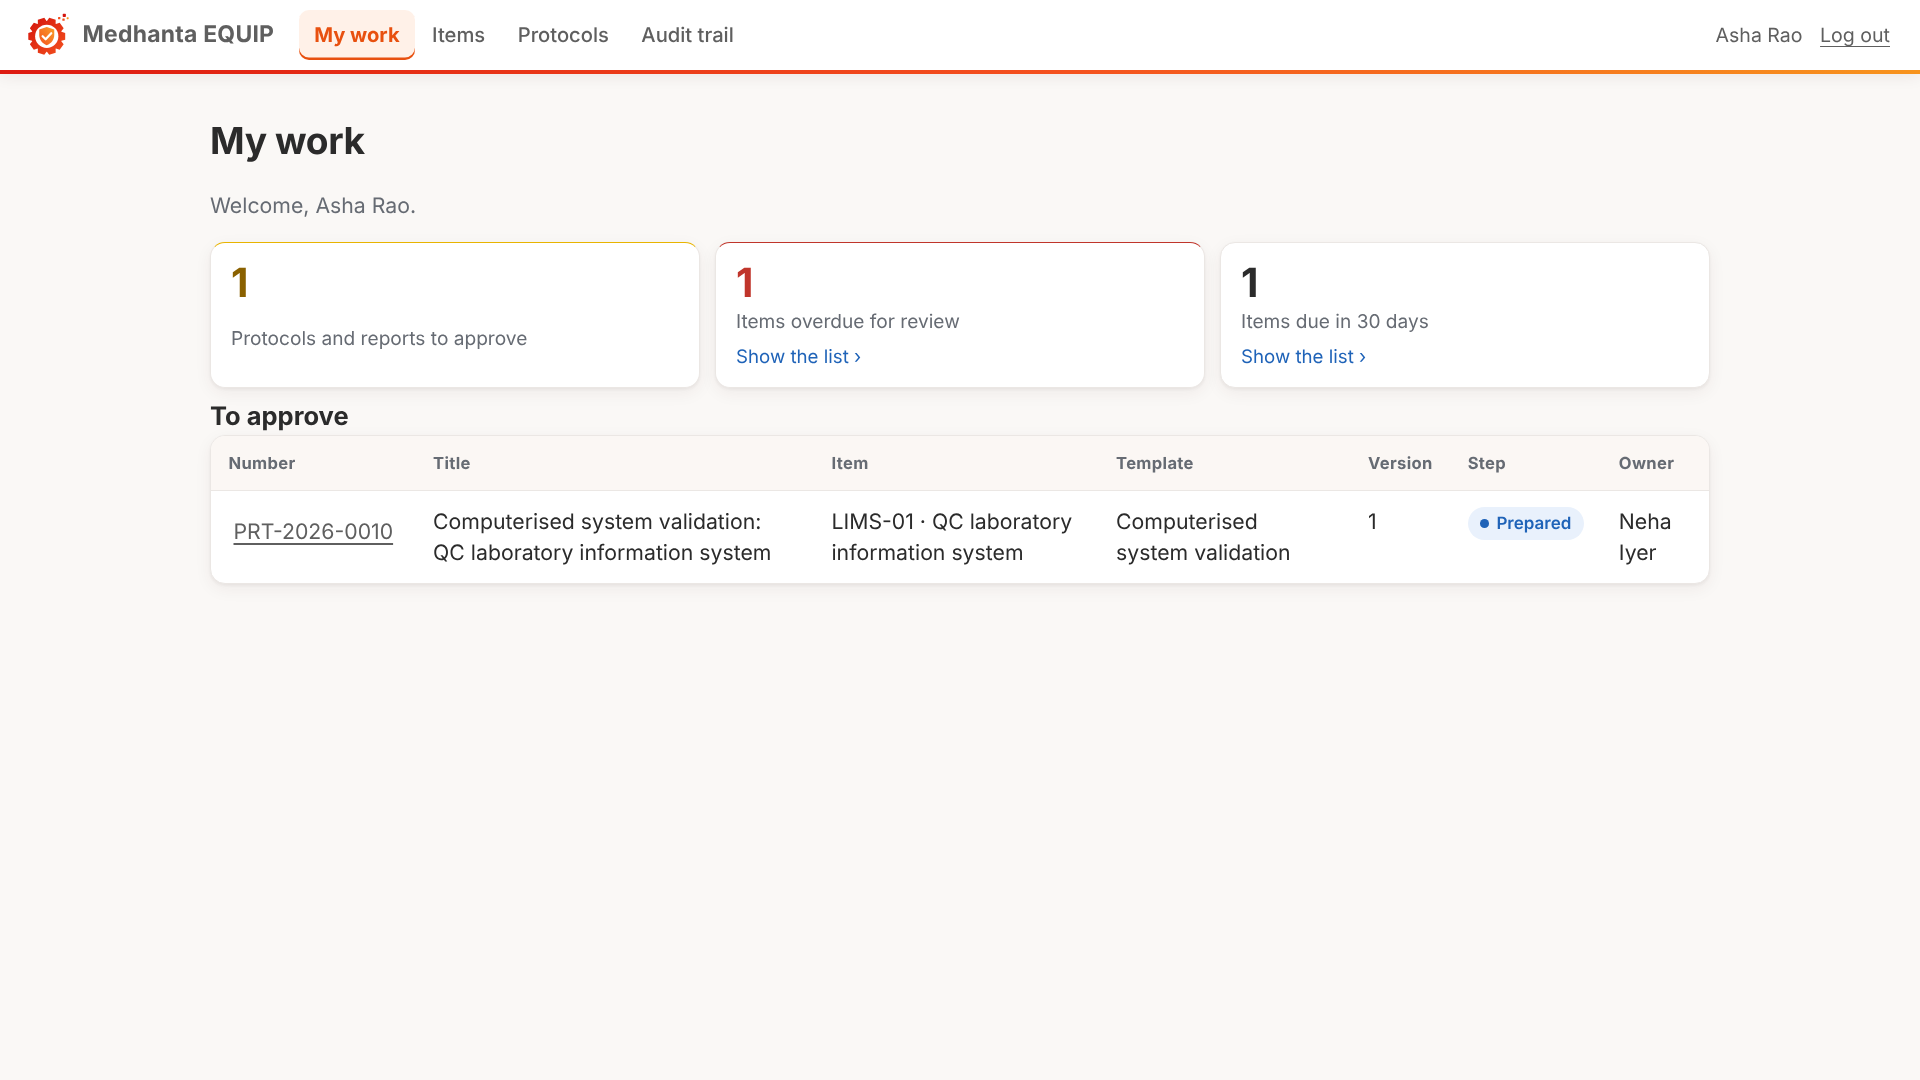 Medhanta EQUIP My work Items Protocols Audit trail Asha Rao Log out
My work
Welcome, Asha Rao.
1
Protocols and reports to approve
1
Items overdue for review
Show the list ›
1
Items due in 30 days
Show the list ›
To approve
Number Title Item Template Version Step Owner
PRT-2026-0010 Computerised system validation: QC laboratory information system LIMS-01 · QC laboratory information system Computerised system validation 1 Prepared Neha Iyer